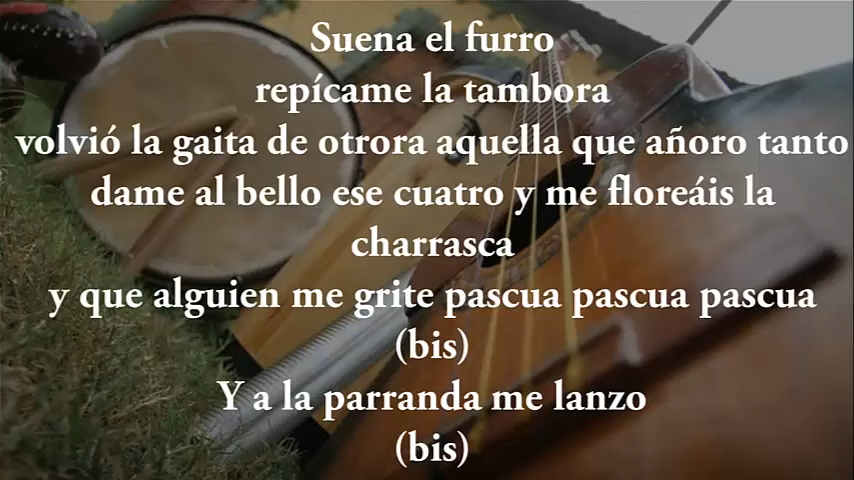 Suena el furro
repícame la tambora
volvió la gaita de otrora aquella que añoro tanto
dame al bello ese cuatro y me floreáis la
charrasca
y que alguien me grite pascua pascua pascua
(bis)
Y a la parranda me lanzo
(bis)